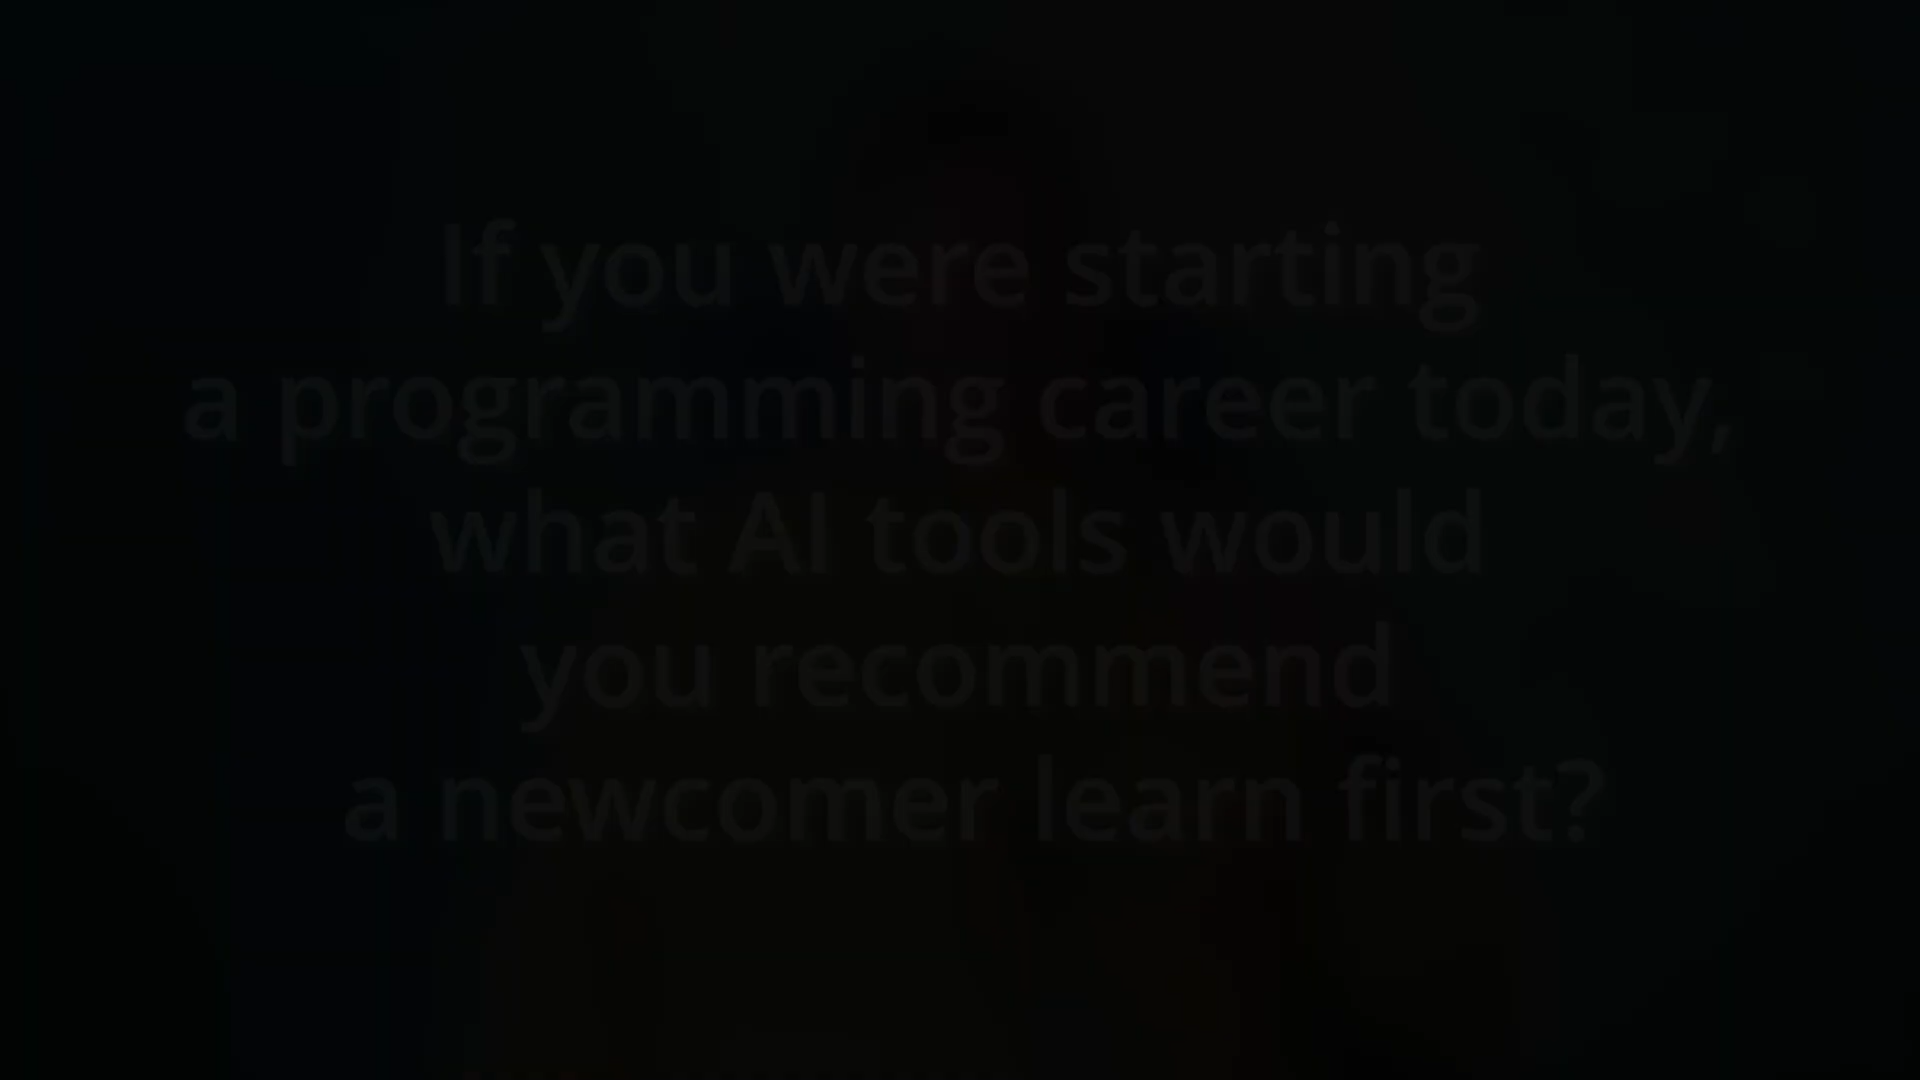 If you were starting
a programming career today,
what AI tools would
you recommend
a newcomer learn first?